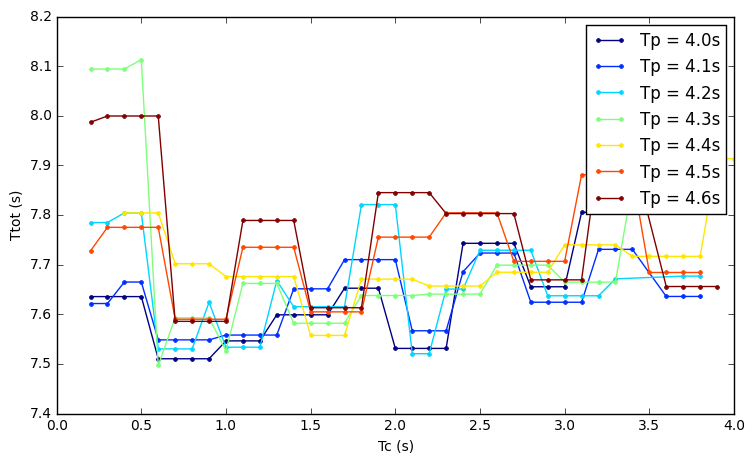 8.2
8.1
8.0
7.9
7.8
7.7
7.6
7.5
7.4
Ttot (s)
0.0 0.5 1.0 1.5 2.0 2.5 3.0 3.5 4.0
Tc (s)
Tp = 4.0s
Tp = 4.1s
Tp = 4.2s
Tp = 4.3s
Tp = 4.4s
Tp = 4.5s
Tp = 4.6s